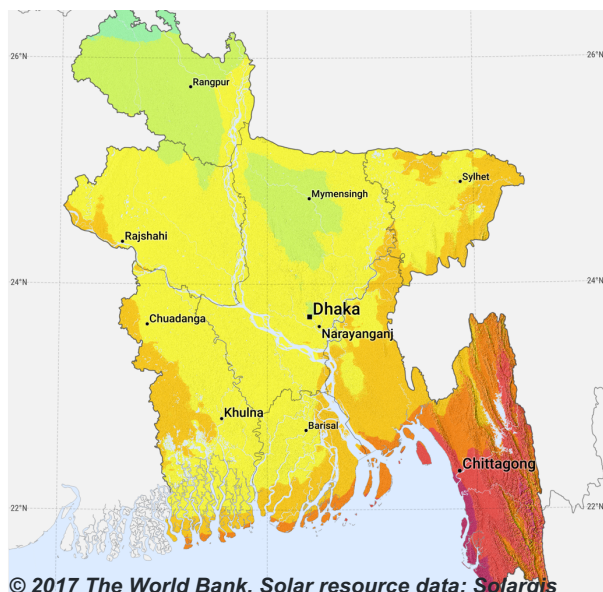 26°N
26°N
Rangpur
Sylhet
Mymensingh
Rajshahi
24°N
24°N
Dhaka
Chuadanga
Narayanganj
Khulna
Barisal
Chittagong
22°N
22°N
© 2017 The World Bank, Solar resource data: Solargis